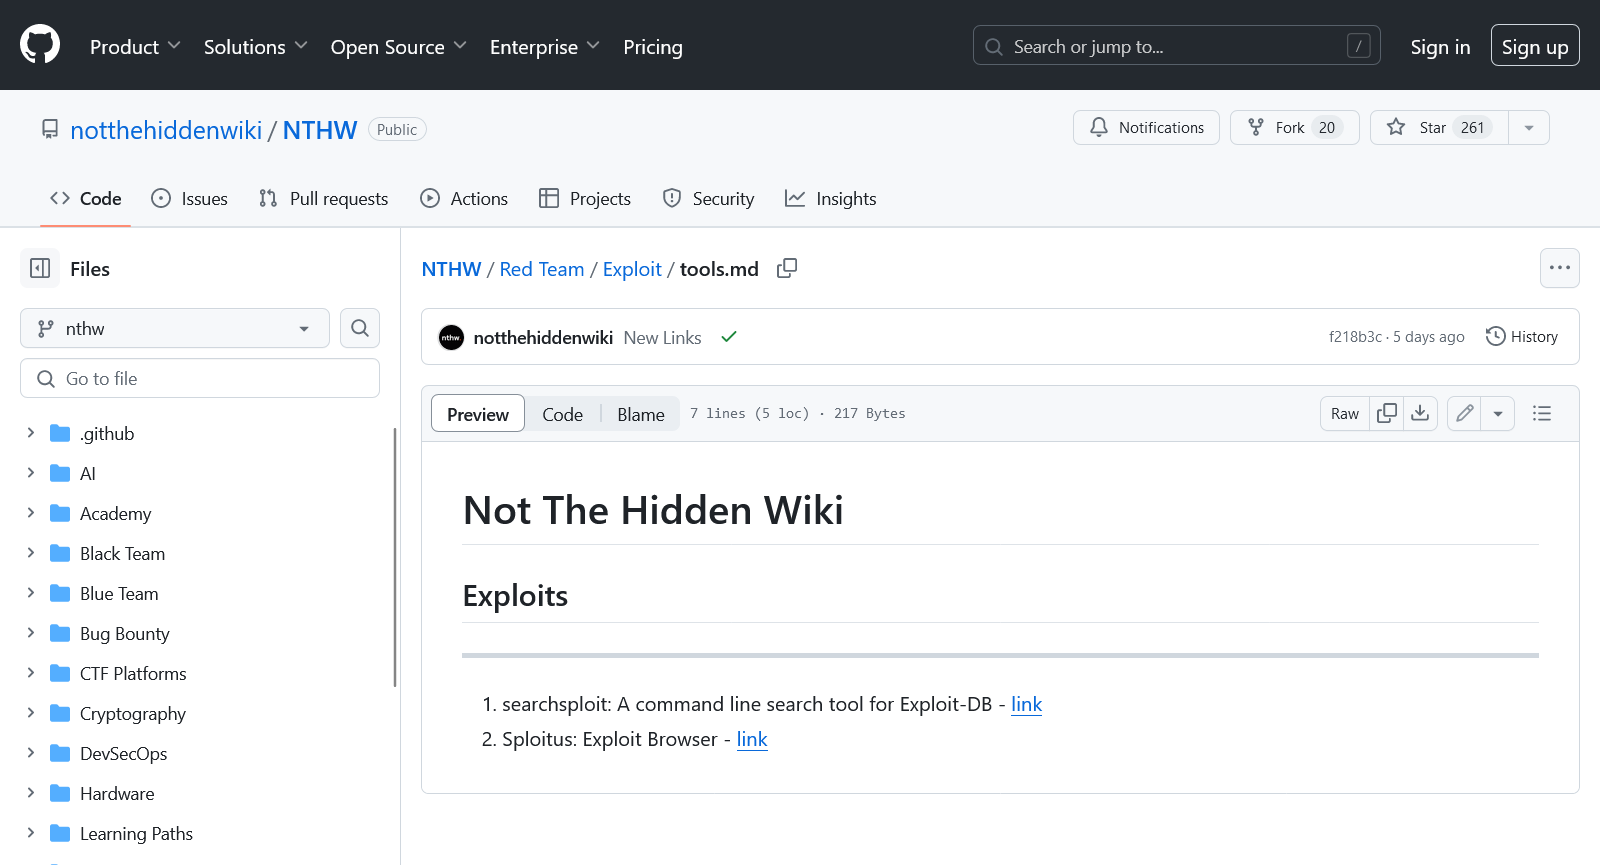 Product Solutions Open Source Enterprise Pricing Search or jump to... / Sign in Sign up
notthehiddenwiki / NTHW Public Notifications Fork 20 Star 261
Code Issues Pull requests Actions Projects Security Insights
Files
nthw
Go to file
.github
AI
Academy
Black Team
Blue Team
Bug Bounty
CTF Platforms
Cryptography
DevSecOps
Hardware
Learning Paths
NTHW / Red Team / Exploit / tools.md
nthw notthehiddenwiki New Links f218b3c · 5 days ago History
Preview Code Blame 7 lines (5 loc) · 217 Bytes Raw
Not The Hidden Wiki
Exploits
1. searchsploit: A command line search tool for Exploit-DB - link
2. Sploitus: Exploit Browser - link